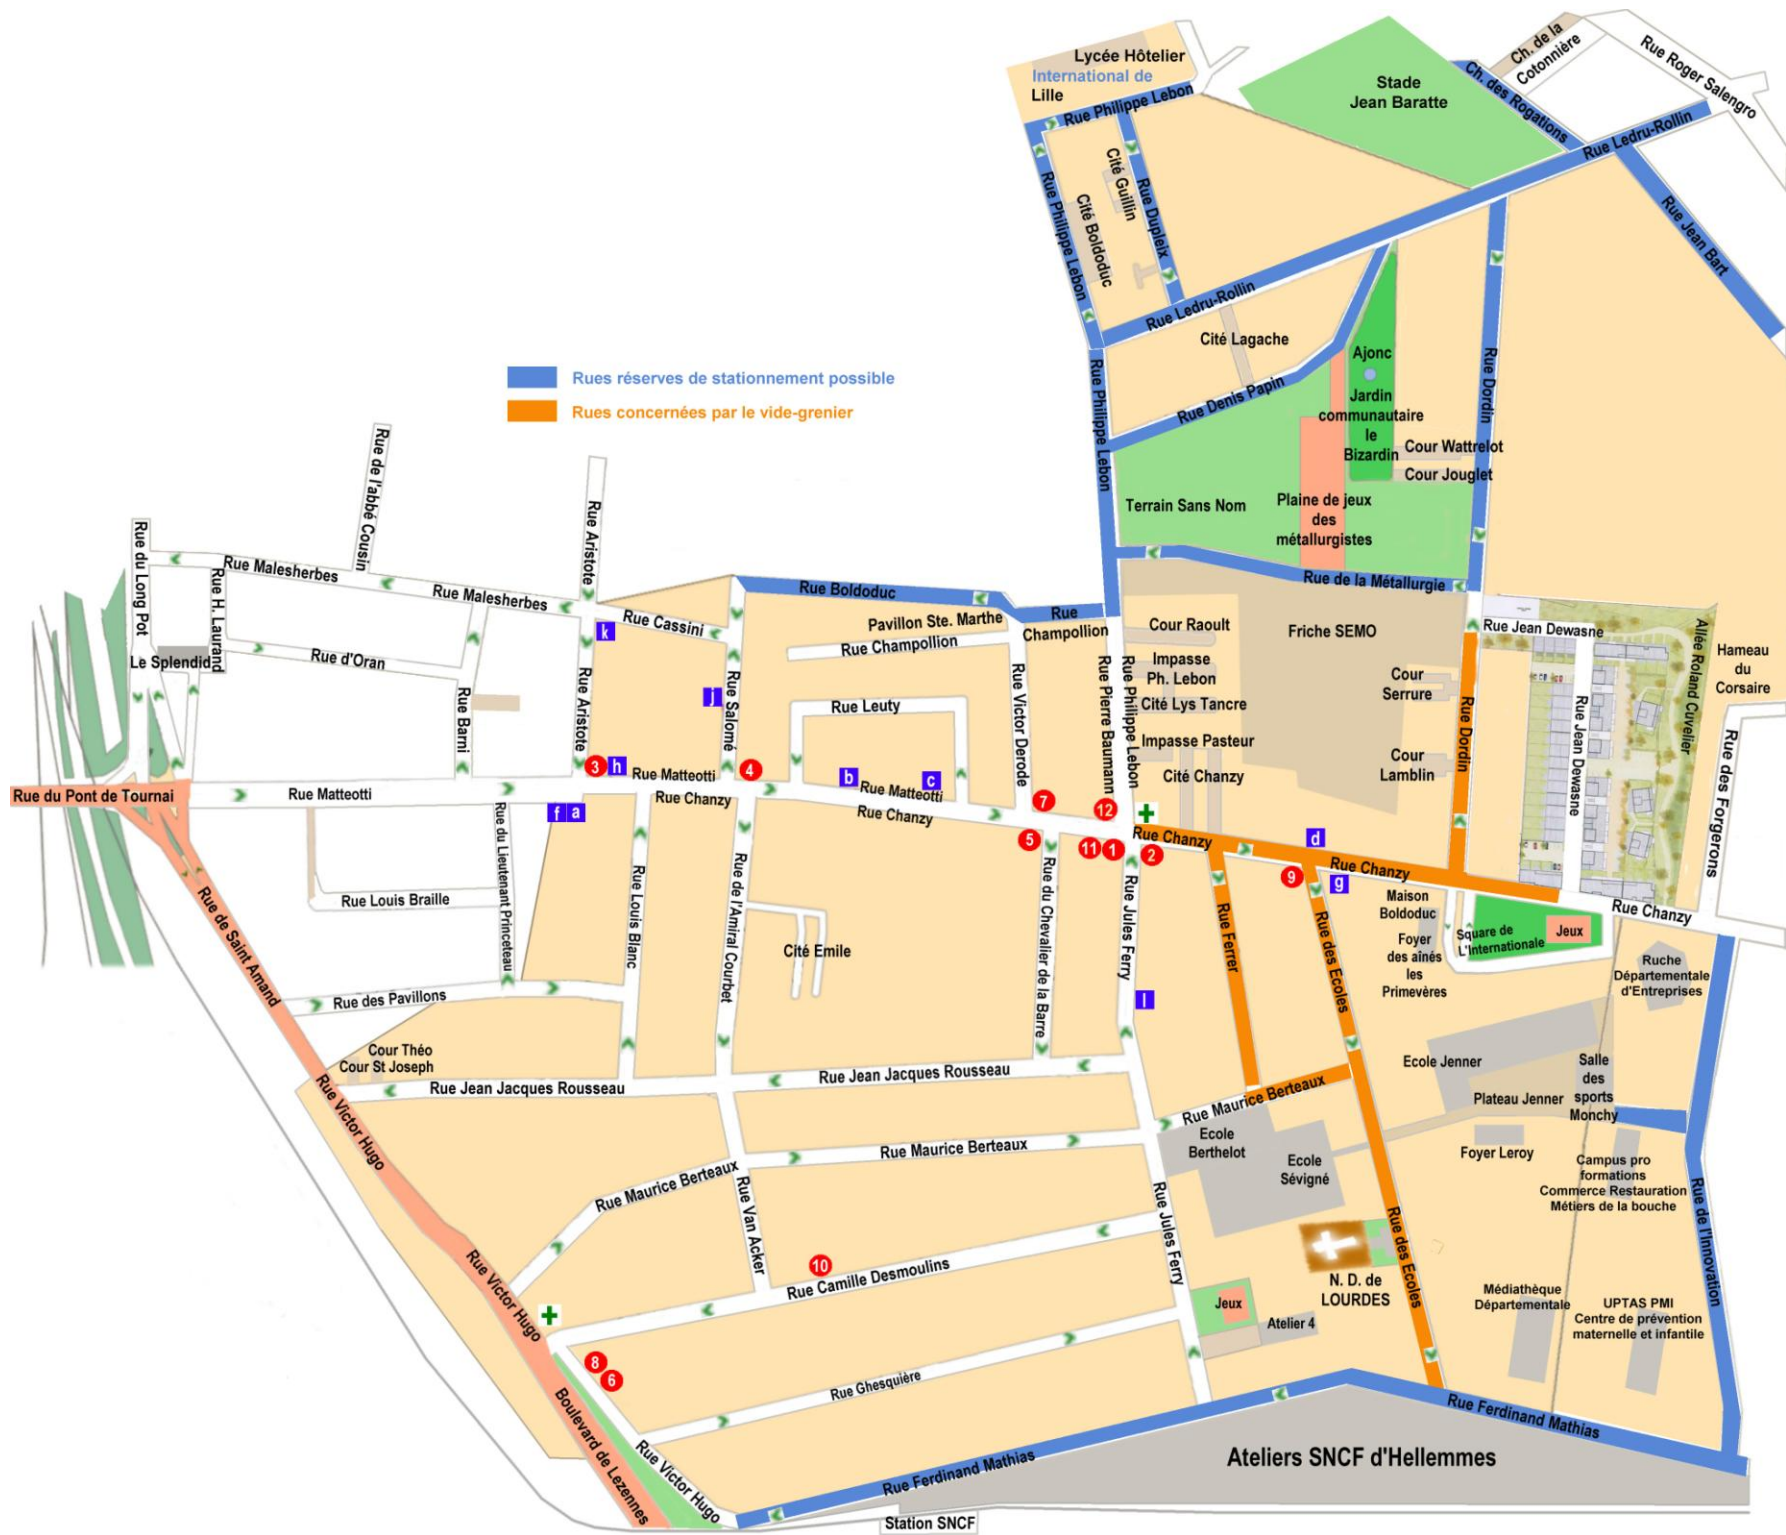 Lycée Hôtelier
International de
Lille
Rue Philippe Lebon
Stade
Jean Baratte
Ch. de la
Cotonnière
Rue Roger Salengro
Ch. des Rogations
Rue Ledru-Rollin
Rue Jean Bart
Cité Guillin
Rue Dupleix
Cité Boldoduc
Rue Philippe Lebon
Rue Ledru-Rollin
Cité Lagache
Rue Denis Papin
Ajonc
Jardin
communautaire
le
Bizardin
Rue Dordin
Rue Philippe Lebon
Cour Wattrelot
Cour Jouglet
Terrain Sans Nom
Plaine de jeux
des
métallurgistes
Rues réserves de stationnement possible
Rues concernées par le vide-grenier
Rue de l'abbé Cousin
Rue Aristote
Rue du Long Pot
Rue Malesherbes
Rue Malesherbes
Rue H. Laurand
Rue Cassini
Rue Boldoduc
Rue
Champollion
Pavillon Ste. Marthe
Rue Champollion
Rue de la Métallurgie
Cour Raoult
Friche SEMO
Rue Jean Dewasne
Allée Roland Cuvelier
Hameau
du
Corsaire
Le Splendid
Rue d'Oran
k
Impasse
Ph. Lebon
Cour
Serrure
Rue Barni
Rue Aristote
j
Rue Salomé
Rue Leuty
Rue Victor Derode
Rue Pierre Baumann
Rue Philippe Lebon
Cité Lys Tancre
Rue Dordin
Rue Jean Dewasne
Rue des Forgerons
Impasse Pasteur
Cité Chanzy
Cour
Lamblin
3
h
4
b
c
Rue Matteotti
Rue Matteotti
Rue du Pont de Tournai
Rue Matteotti
Rue Chanzy
Rue Chanzy
7
12
f
a
5
11
1
2
Rue Chanzy
d
9
g
Rue Chanzy
Rue Chanzy
Rue du Lieutenant Princeteau
Rue Louis Braille
Rue Louis Blanc
Rue de l'Amiral Courbet
Cité Emile
Rue du Chevalier de la Barre
Rue Jules Ferry
Rue Ferrer
Rue des Ecoles
Maison
Boldoduc
Foyer
des aînés
les
Primevères
Square de
L'Internationale
Jeux
Ruche
Départementale
d'Entreprises
Rue de Saint Amand
Rue des Pavillons
l
Cour Théo
Cour St Joseph
Rue Jean Jacques Rousseau
Rue Jean Jacques Rousseau
Ecole Jenner
Salle
des
sports
Monchy
Plateau Jenner
Rue Victor Hugo
Rue Maurice Berteaux
Rue Maurice Berteaux
Rue Maurice Berteaux
Ecole
Berthelot
Ecole
Sévigné
Foyer Leroy
Campus pro
formations
Commerce Restauration
Métiers de la bouche
Rue de l'Innovation
Rue Van Acker
Rue Jules Ferry
Rue des Ecoles
Rue Victor Hugo
10
Rue Camille Desmoulins
N. D. de
LOURDES
Jeux
Atelier 4
Médiathèque
Départementale
UPTAS PMI
Centre de prévention
maternelle et infantile
8
6
Rue Ghesquière
Boulevard de Lezennes
Rue Victor Hugo
Rue Ferdinand Mathias
Rue Ferdinand Mathias
Ateliers SNCF d'Hellemmes
Station SNCF